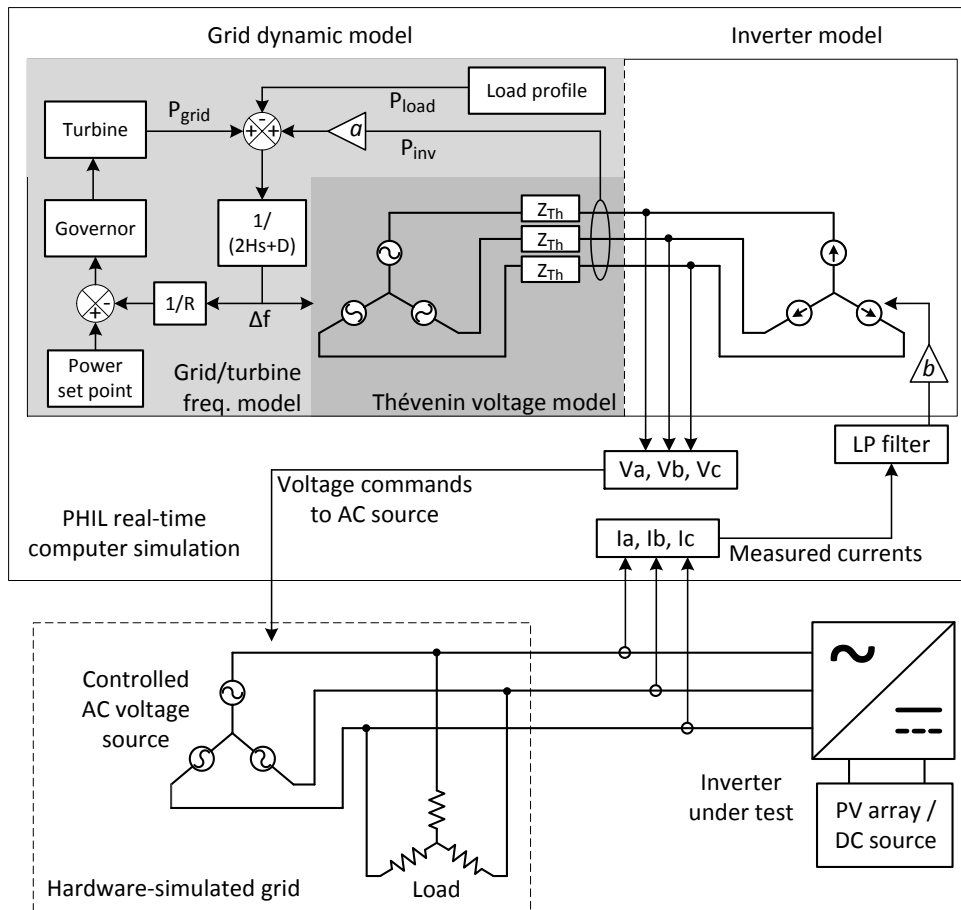 Grid dynamic model
Inverter model
Load profile
P_load
P_grid
Turbine
- + +
a
P_inv
Governor
1/
(2Hs+D)
Z_Th
Z_Th
Z_Th
- +
1/R
Δf
Power
set point
Grid/turbine
freq. model
Thévenin voltage model
b
LP filter
Va, Vb, Vc
Voltage commands
to AC source
PHIL real-time
computer simulation
Ia, Ib, Ic
Measured currents
Controlled
AC voltage
source
Inverter
under test
PV array /
DC source
Load
Hardware-simulated grid